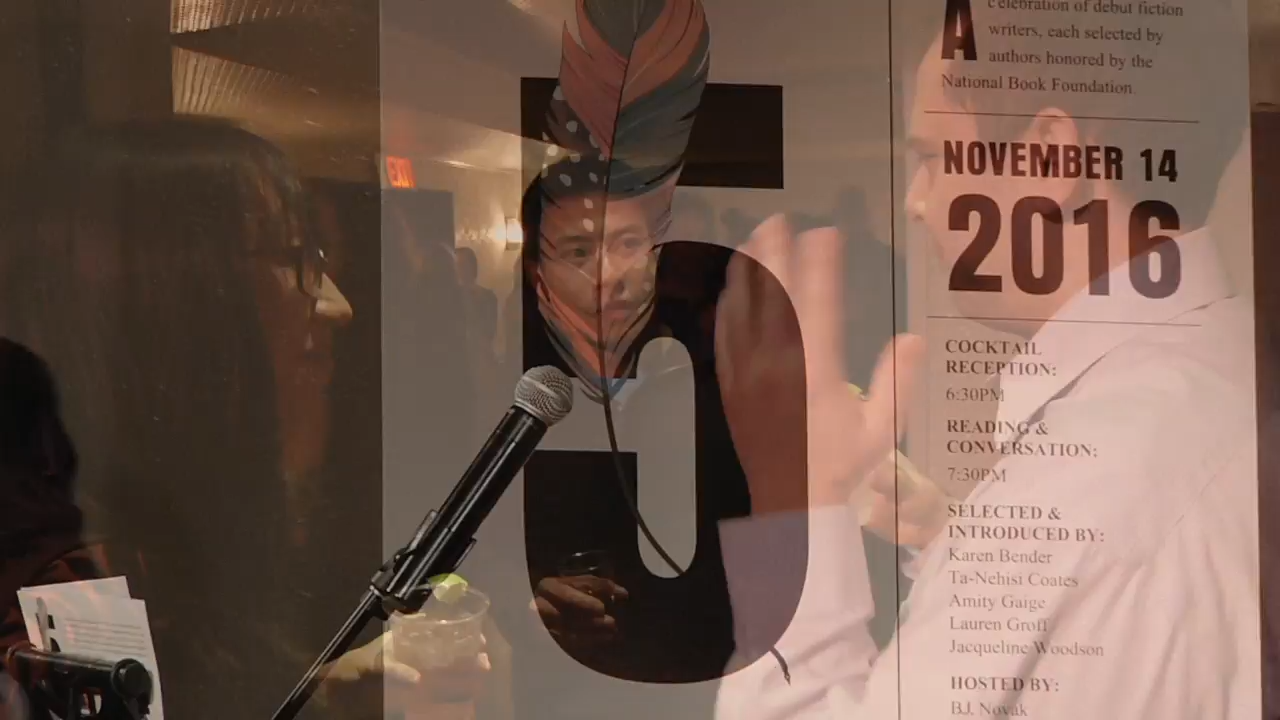 A celebration of debut fiction
writers, each selected by
authors honored by the
National Book Foundation.
EXIT
5
NOVEMBER 14
2016
COCKTAIL
RECEPTION:
6:30PM
READING &
CONVERSATION:
7:30PM
SELECTED &
INTRODUCED BY:
Karen Bender
Ta-Nehisi Coates
Amity Gaige
Lauren Groff
Jacqueline Woodson
HOSTED BY:
B.J. Novak